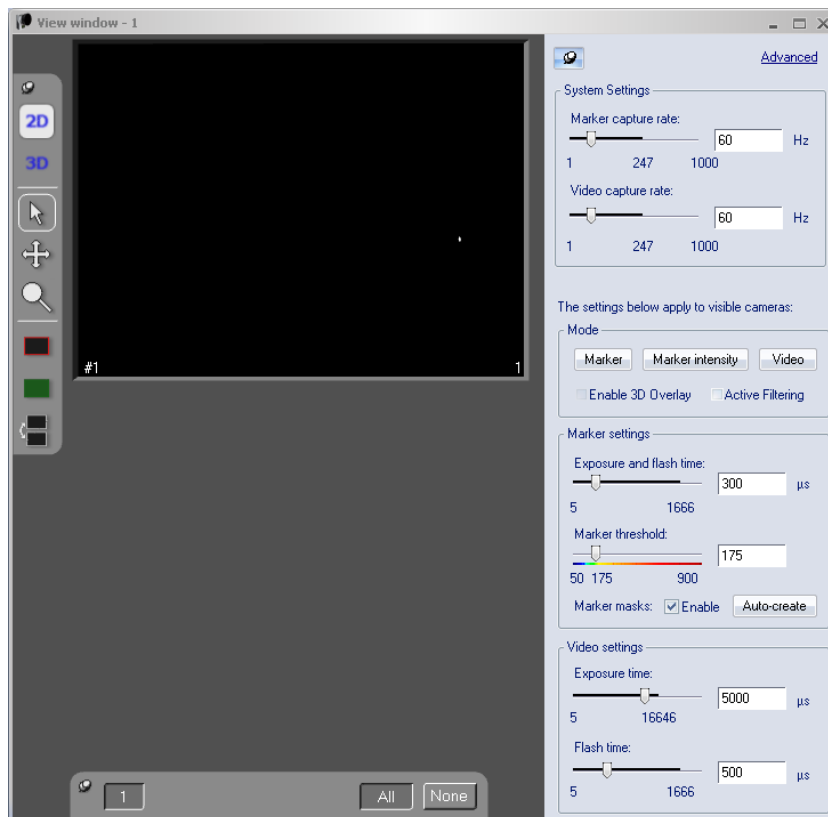 View window - 1
2D
3D
#1 1
1 All None
Advanced
System Settings
Marker capture rate:
60 Hz
1 247 1000
Video capture rate:
60 Hz
1 247 1000
The settings below apply to visible cameras:
Mode
Marker Marker intensity Video
Enable 3D Overlay Active Filtering
Marker settings
Exposure and flash time:
300 µs
5 1666
Marker threshold:
175
50 175 900
Marker masks: Enable Auto-create
Video settings
Exposure time:
5000 µs
5 16646
Flash time:
500 µs
5 1666